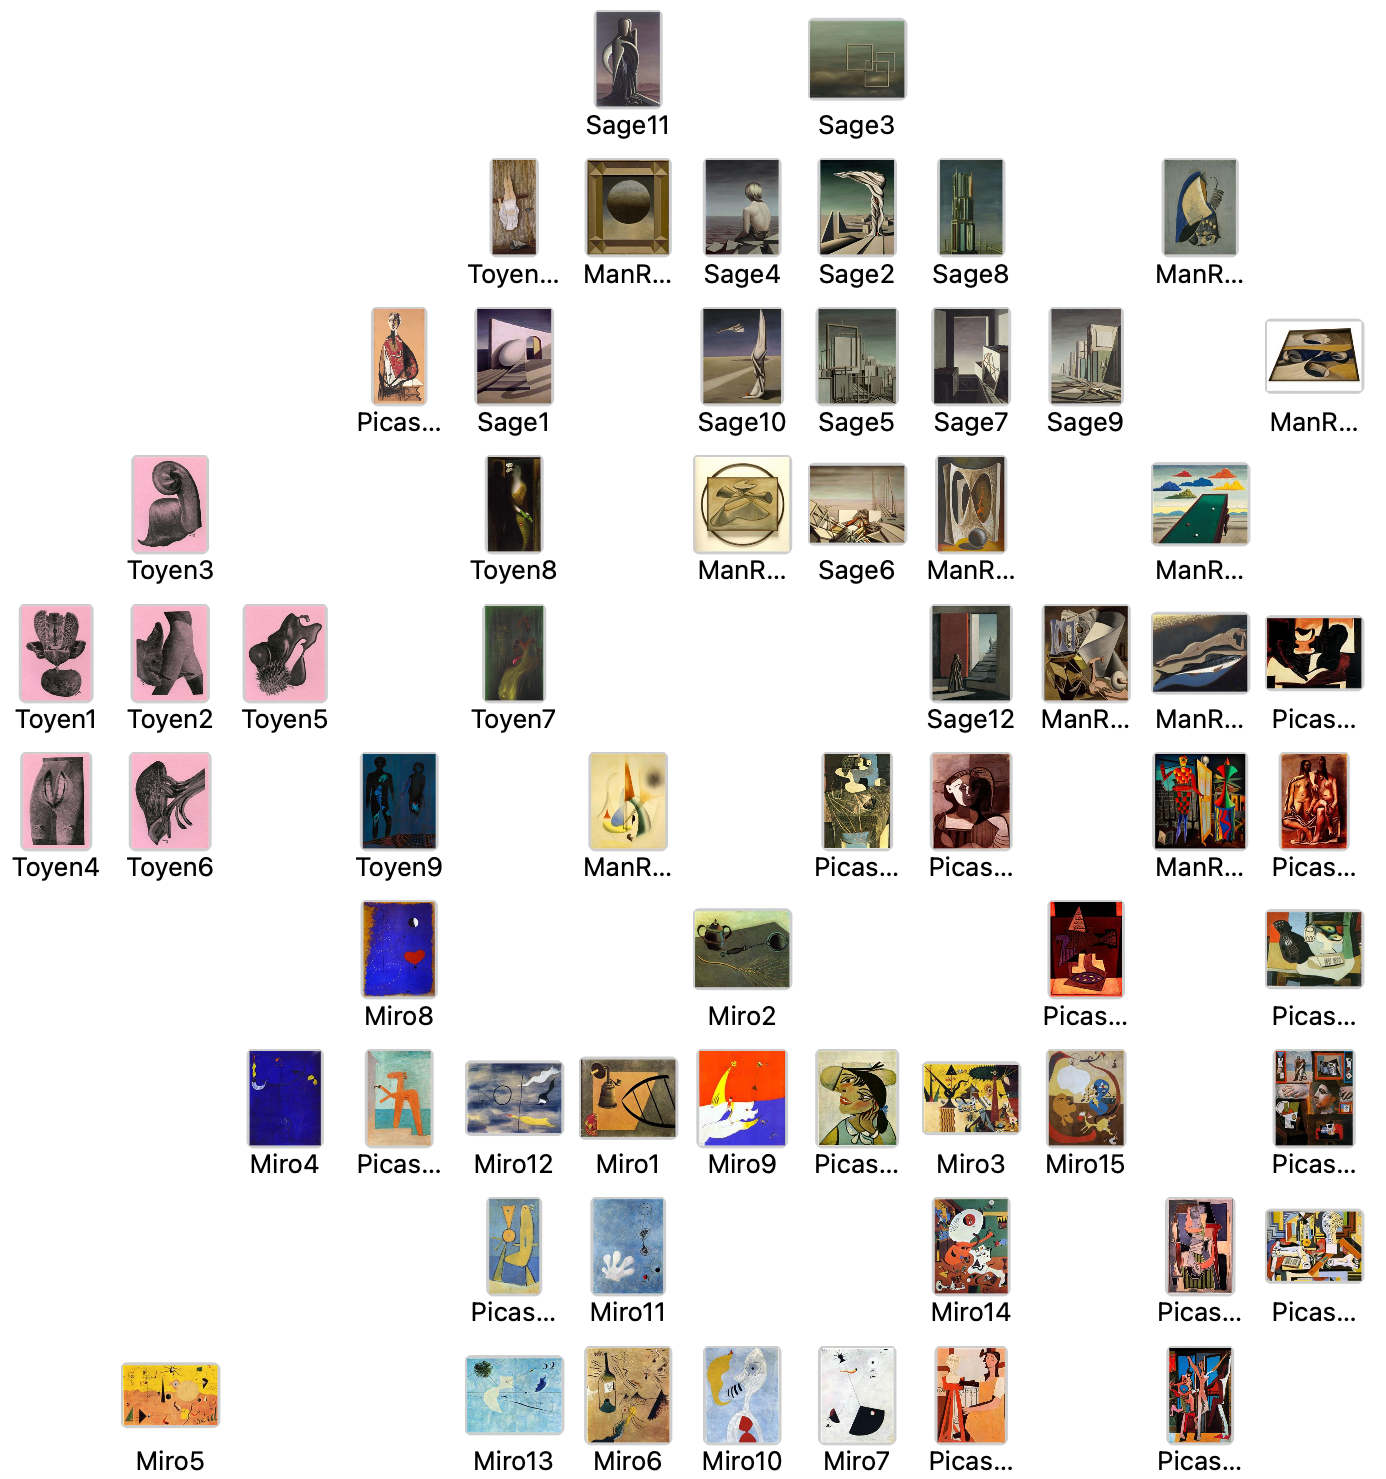 Sage11 Sage3
Toyen... ManR... Sage4 Sage2 Sage8 ManR...
Picas... Sage1 Sage10 Sage5 Sage7 Sage9 ManR...
Toyen3 Toyen8 ManR... Sage6 ManR... ManR...
Toyen1 Toyen2 Toyen5 Toyen7 Sage12 ManR... ManR... Picas...
Toyen4 Toyen6 Toyen9 ManR... Picas... Picas... ManR... Picas...
Miro8 Miro2 Picas... Picas...
Miro4 Picas... Miro12 Miro1 Miro9 Picas... Miro3 Miro15 Picas...
Picas... Miro11 Miro14 Picas... Picas...
Miro5 Miro13 Miro6 Miro10 Miro7 Picas... Picas...